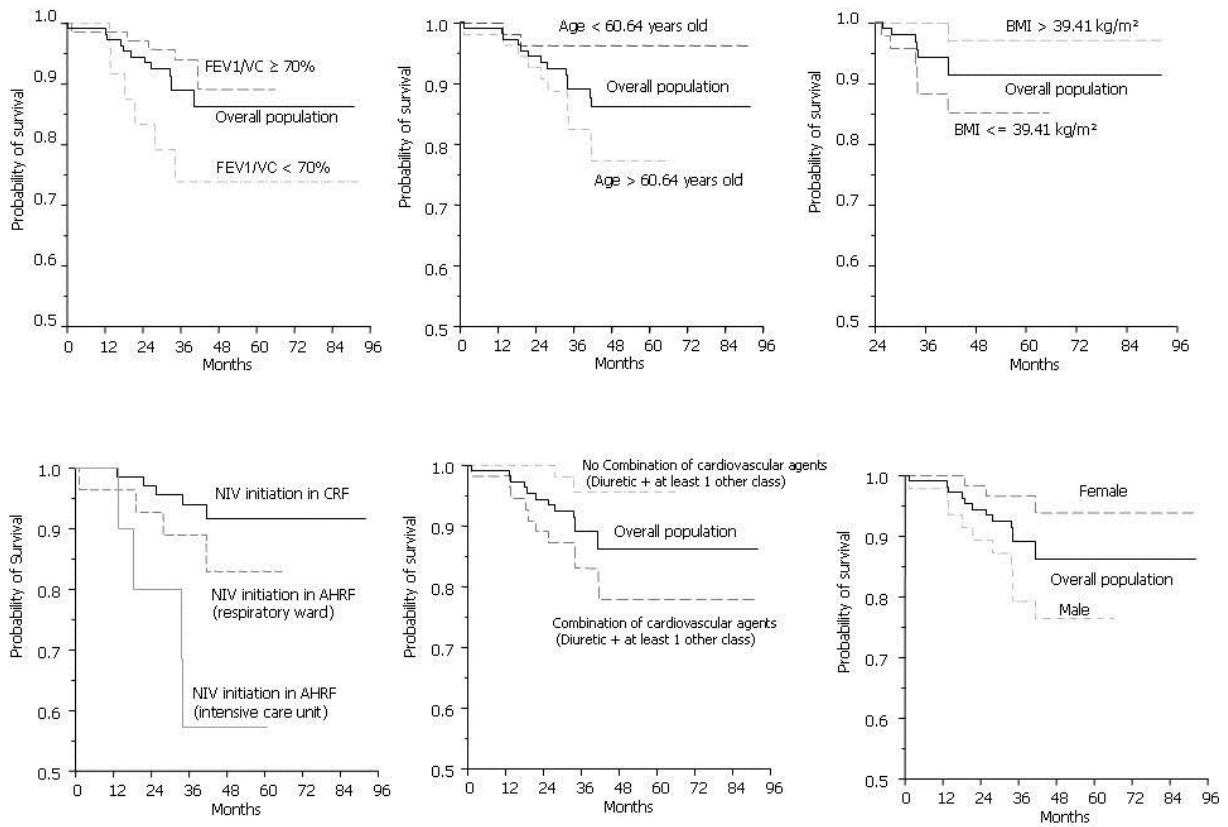 Probability of survival
1.0
0.9
0.8
0.7
0.6
0.5
FEV1/VC ≥ 70%
Overall population
FEV1/VC < 70%
0 12 24 36 48 60 72 84 96
Months
Probability of survival
1.0
0.9
0.8
1.9
1.0
0.5
Age < 60.64 years old
Overall population
Age > 60.64 years old
0 12 24 36 48 60 72 84 96
Months
Probability of survival
1.0
0.9
0.8
1.9
1.0
0.5
BMI > 39.41 kg/m²
Overall population
BMI <= 39.41 kg/m²
24 36 48 60 72 84 96
Months
Probability of Survival
1.0
0.9
0.8
0.7
0.6
0.5
NIV initiation in CRF
NIV initiation in AHRF
(respiratory ward)
NIV initiation in AHRF
(intensive care unit)
0 12 24 36 48 60 72 84 96
Months
Probability of survival
1.0
0.9
0.8
0.7
0.6
0.5
No Combination of cardiovascular agents
(Diuretic + at least 1 other class)
Overall population
Combination of cardiovascular agents
(Diuretic + at least 1 other class)
0 12 24 36 48 60 72 84 96
Months
Probability of survival
1.0
0.9
0.8
0.7
0.6
0.5
Female
Overall population
Male
0 12 24 36 48 60 72 84 96
Months